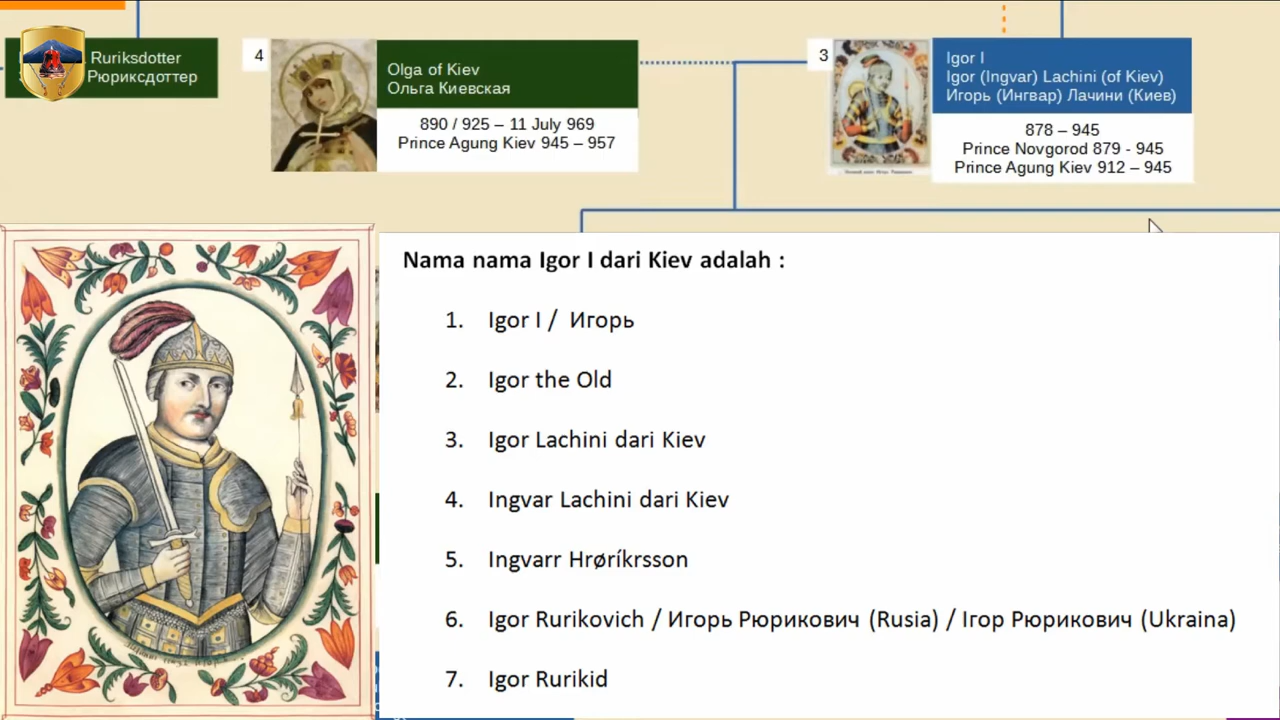 Ruriksdotter
Рюриксдоттер
4
Olga of Kiev
Ольга Киевская
890 / 925 – 11 July 969
Prince Agung Kiev 945 – 957
3
Igor I
Igor (Ingvar) Lachini (of Kiev)
Игорь (Ингвар) Лачини (Киев)
878 – 945
Prince Novgorod 879 - 945
Prince Agung Kiev 912 – 945
Nama nama Igor I dari Kiev adalah :
1. Igor I / Игорь
2. Igor the Old
3. Igor Lachini dari Kiev
4. Ingvar Lachini dari Kiev
5. Ingvarr Hrøríkrsson
6. Igor Rurikovich / Игорь Рюрикович (Rusia) / Ігор Рюрикович (Ukraina)
7. Igor Rurikid